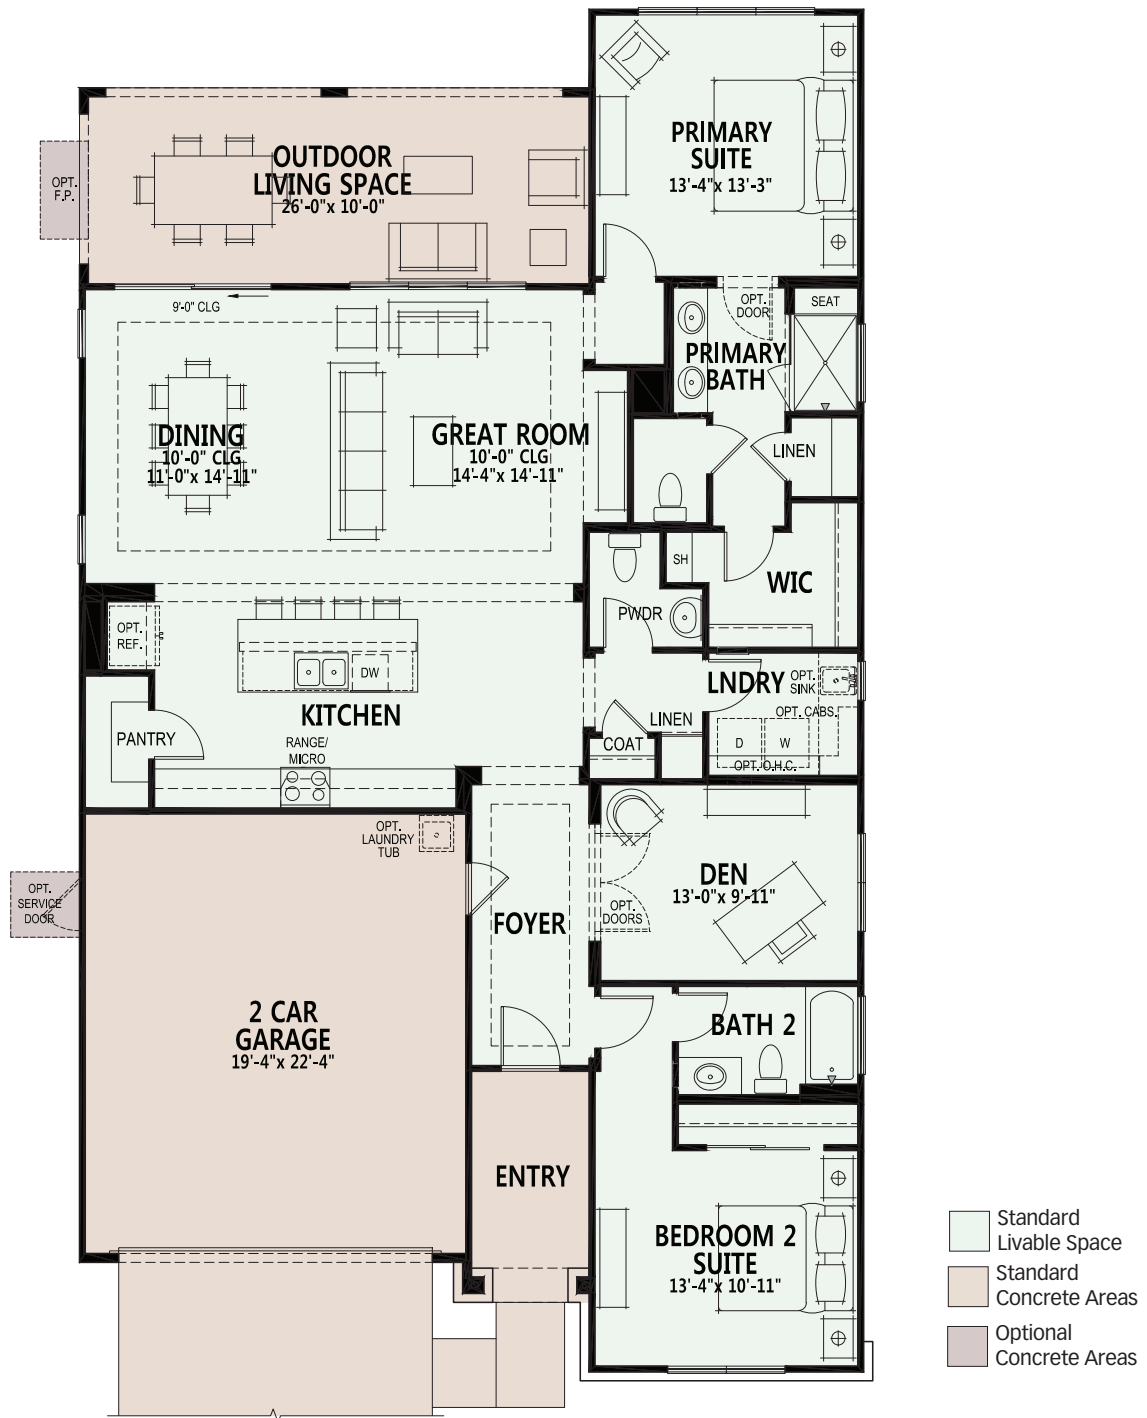 PRIMARY
SUITE
13'-4"x 13'-3"
OUTDOOR
LIVING SPACE
26'-0"x 10'-0"
OPT.
F.P.
9'-0" CLG
OPT.
DOOR
SEAT
PRIMARY
BATH
DINING
10'-0" CLG
11'-0"x 14'-11"
GREAT ROOM
10'-0" CLG
14'-4"x 14'-11"
LINEN
SH
WIC
PWDR
OPT.
REF.
DW
KITCHEN
PANTRY
RANGE/
MICRO
LNDRY
OPT.
SINK
OPT. CABS.
LINEN
COAT
D
W
OPT. O.H.C.
OPT.
LAUNDRY
TUB
OPT.
SERVICE
DOOR
FOYER
OPT.
DOORS
DEN
13'-0"x 9'-11"
2 CAR
GARAGE
19'-4"x 22'-4"
BATH 2
ENTRY
BEDROOM 2
SUITE
13'-4"x 10'-11"
Standard
Livable Space
Standard
Concrete Areas
Optional
Concrete Areas